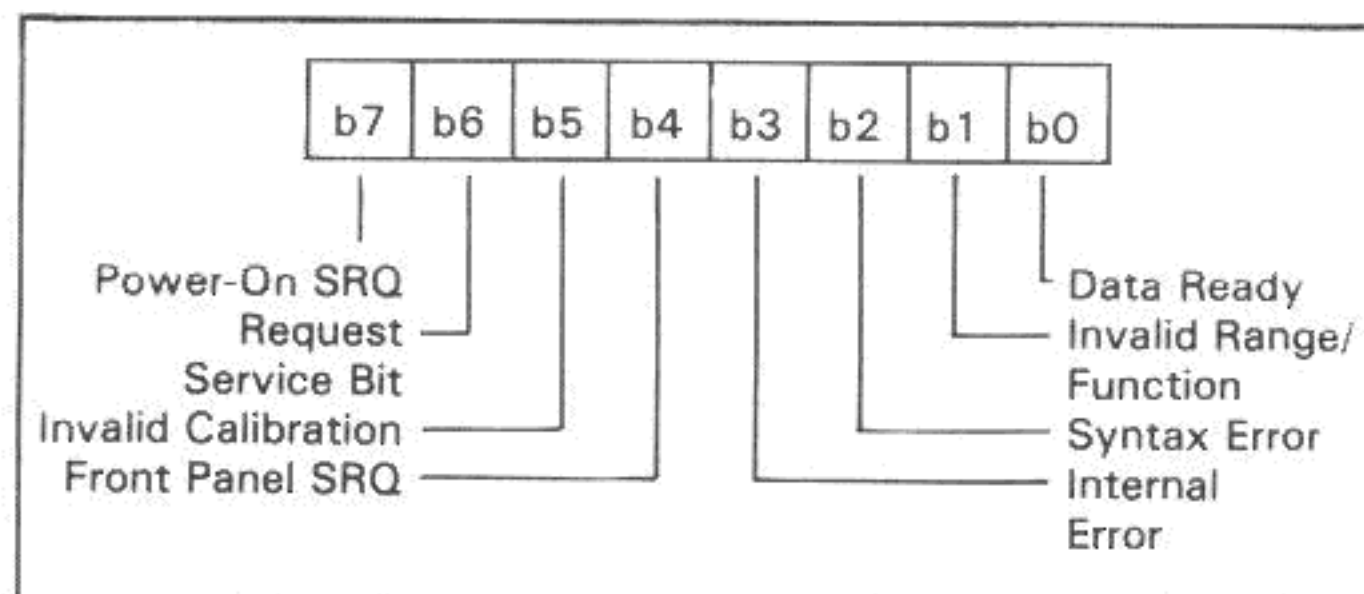 b7 b6 b5 b4 b3 b2 b1 b0
Power-On SRQ
Request
Service Bit
Invalid Calibration
Front Panel SRQ
Data Ready
Invalid Range/
Function
Syntax Error
Internal
Error